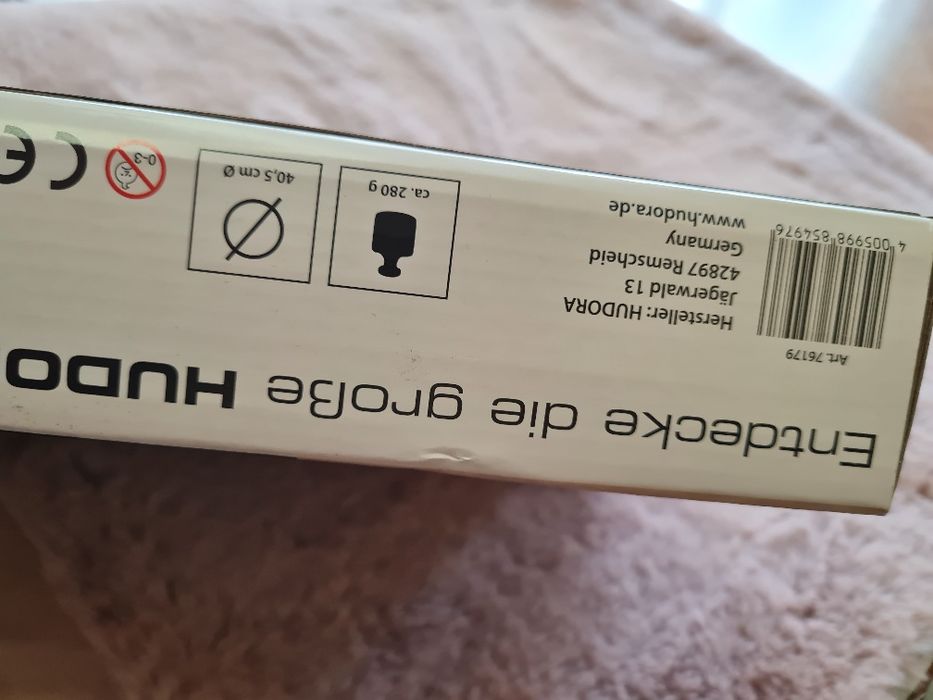 Entdecke die große HUDO
Art. 76179
4 005998 854976
Hersteller: HUDORA
Jägerwald 13
42897 Remscheid
Germany
www.hudora.de
ca. 280 g
40,5 cm Ø
0-3
CE